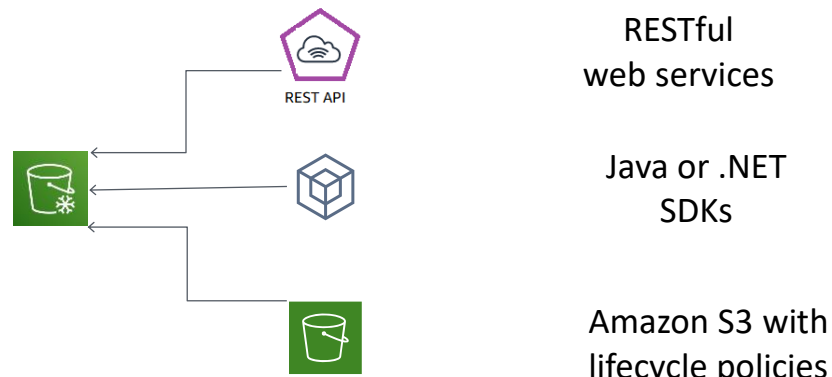 RESTful
web services
REST API
Java or .NET
SDKs
Amazon S3 with
lifecycle policies